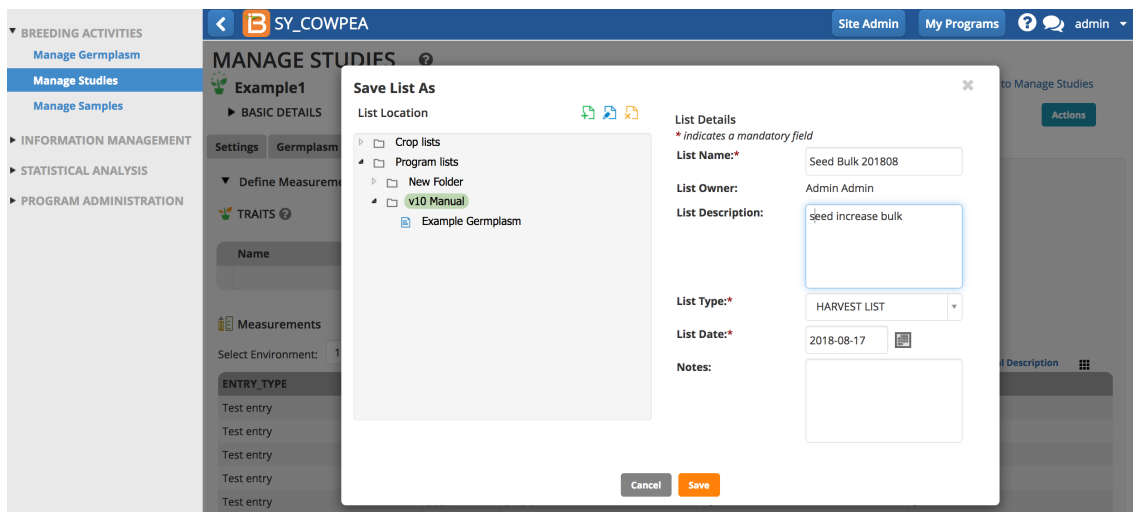 BREEDING ACTIVITIES
Manage Germplasm
Manage Studies
Manage Samples
INFORMATION MANAGEMENT
STATISTICAL ANALYSIS
PROGRAM ADMINISTRATION
SY_COWPEA
Site Admin
My Programs
admin
MANAGE STUDIES
Example1
to Manage Studies
BASIC DETAILS
Actions
Settings
Germplasm
Define Measureme
TRAITS
Name
Measurements
Select Environment: 1
l Description
ENTRY_TYPE
Test entry
Test entry
Test entry
Test entry
Test entry
Save List As
List Location
Crop lists
Program lists
New Folder
v10 Manual
Example Germplasm
List Details
* indicates a mandatory field
List Name:* Seed Bulk 201808
List Owner: Admin Admin
List Description: seed increase bulk
List Type:* HARVEST LIST
List Date:* 2018-08-17
Notes:
Cancel
Save